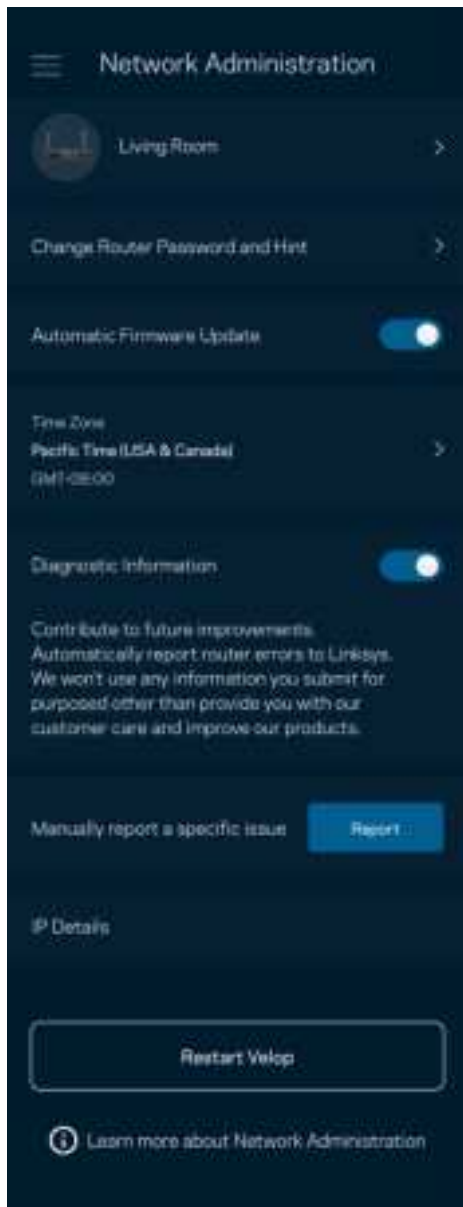 Network Administration
Living Room
Change Router Password and Hint
Automatic Firmware Update
Time Zone
Pacific Time (USA & Canada)
GMT-08:00
Diagnostic Information
Contribute to future improvements.
Automatically report router errors to Linksys.
We won't use any information you submit for
purposed other than provide you with our
customer care and improve our products.
Manually report a specific issue
Report
IP Details
Restart Velop
Learn more about Network Administration